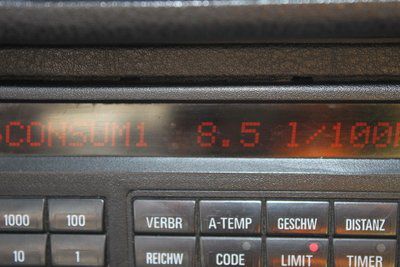 CONSUM1 8.5 1/100
1000 100 VERBR A-TEMP GESCHW DISTANZ
10 1 REICHW CODE LIMIT TIMER